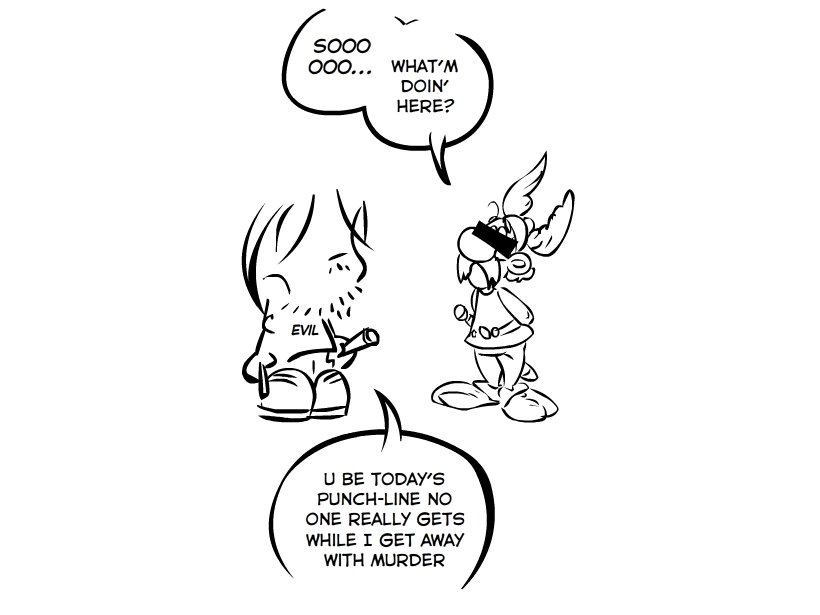 SOOO
OOO...
WHAT'M
DOIN'
HERE?
EVIL
U BE TODAY'S
PUNCH-LINE NO
ONE REALLY GETS
WHILE I GET AWAY
WITH MURDER